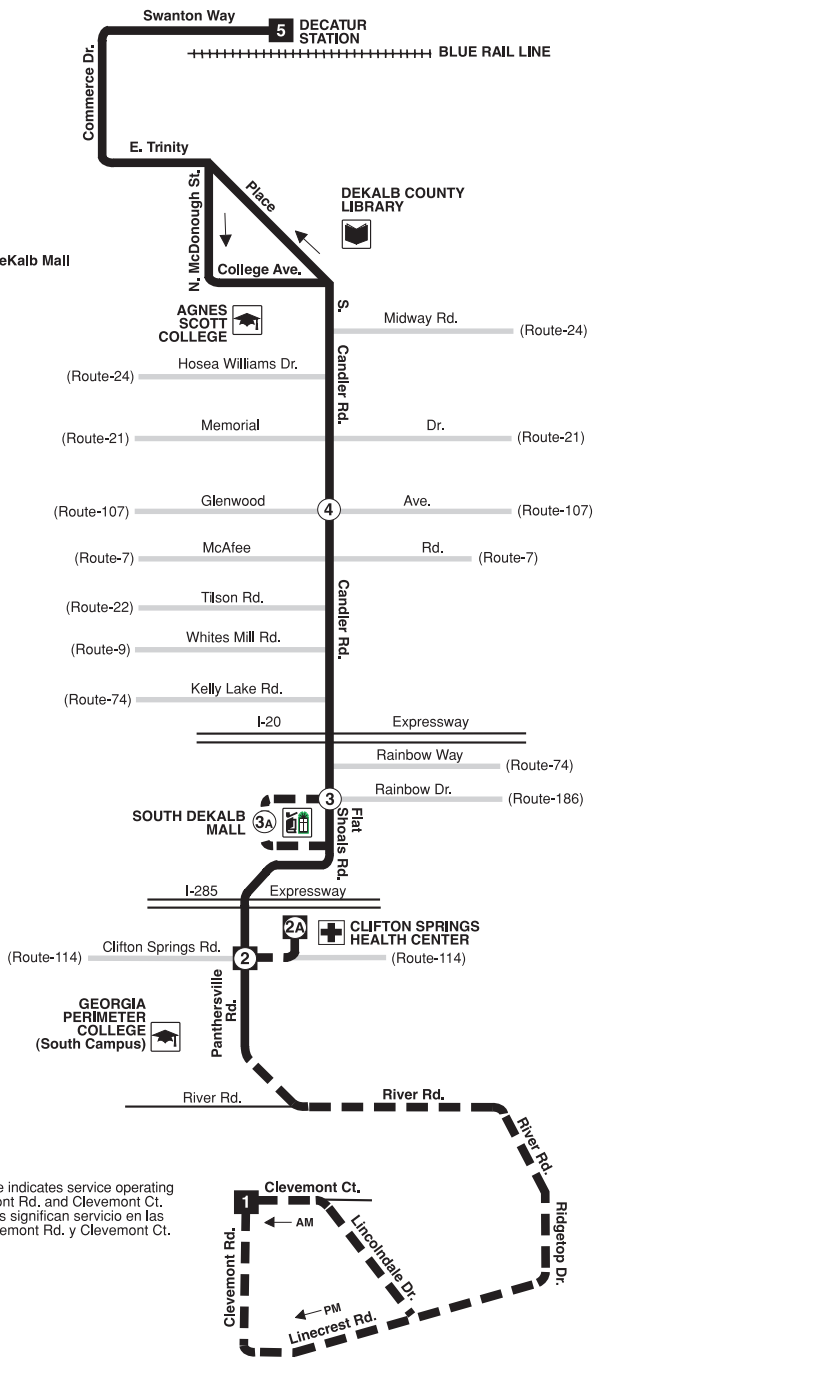 Swanton Way
5
DECATUR
STATION
BLUE RAIL LINE
Commerce Dr.
E. Trinity
Place
N. McDonough St.
DEKALB COUNTY
LIBRARY
eKalb Mall
College Ave.
AGNES
SCOTT
COLLEGE
S.
Candler Rd.
Midway Rd.
(Route-24)
(Route-24)
Hosea Williams Dr.
(Route-21)
Memorial
Dr.
(Route-21)
(Route-107)
Glenwood
4
Ave.
(Route-107)
(Route-7)
McAfee
Rd.
(Route-7)
(Route-22)
Tilson Rd.
Candler Rd.
(Route-9)
Whites Mill Rd.
(Route-74)
Kelly Lake Rd.
I-20
Expressway
Rainbow Way
(Route-74)
3
Rainbow Dr.
(Route-186)
SOUTH DEKALB
MALL
3A
Flat
Shoals Rd.
I-285
Expressway
2A
CLIFTON SPRINGS
HEALTH CENTER
(Route-114)
Clifton Springs Rd.
2
(Route-114)
Panthersville
Rd.
GEORGIA
PERIMETER
COLLEGE
(South Campus)
River Rd.
River Rd.
River Rd.
Ridgetop Dr.
e indicates service operating
ont Rd. and Clevemont Ct.
s significan servicio en las
emont Rd. y Clevemont Ct.
1
Clevemont Ct.
AM
Lincolndale Dr.
Clevemont Rd.
PM
Linecrest Rd.